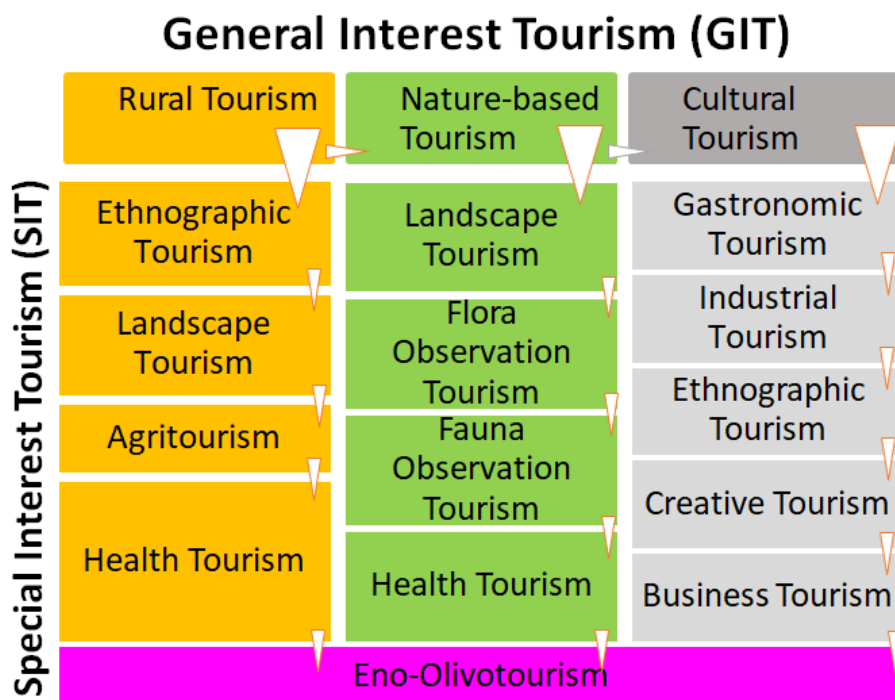 General Interest Tourism (GIT)
Special Interest Tourism (SIT)
Rural Tourism
Nature-based
Tourism
Cultural
Tourism
Ethnographic
Tourism
Landscape
Tourism
Agritourism
Health Tourism
Landscape
Tourism
Flora
Observation
Tourism
Fauna
Observation
Tourism
Health Tourism
Gastronomic
Tourism
Industrial
Tourism
Ethnographic
Tourism
Creative Tourism
Business Tourism
Eno-Olivotourism